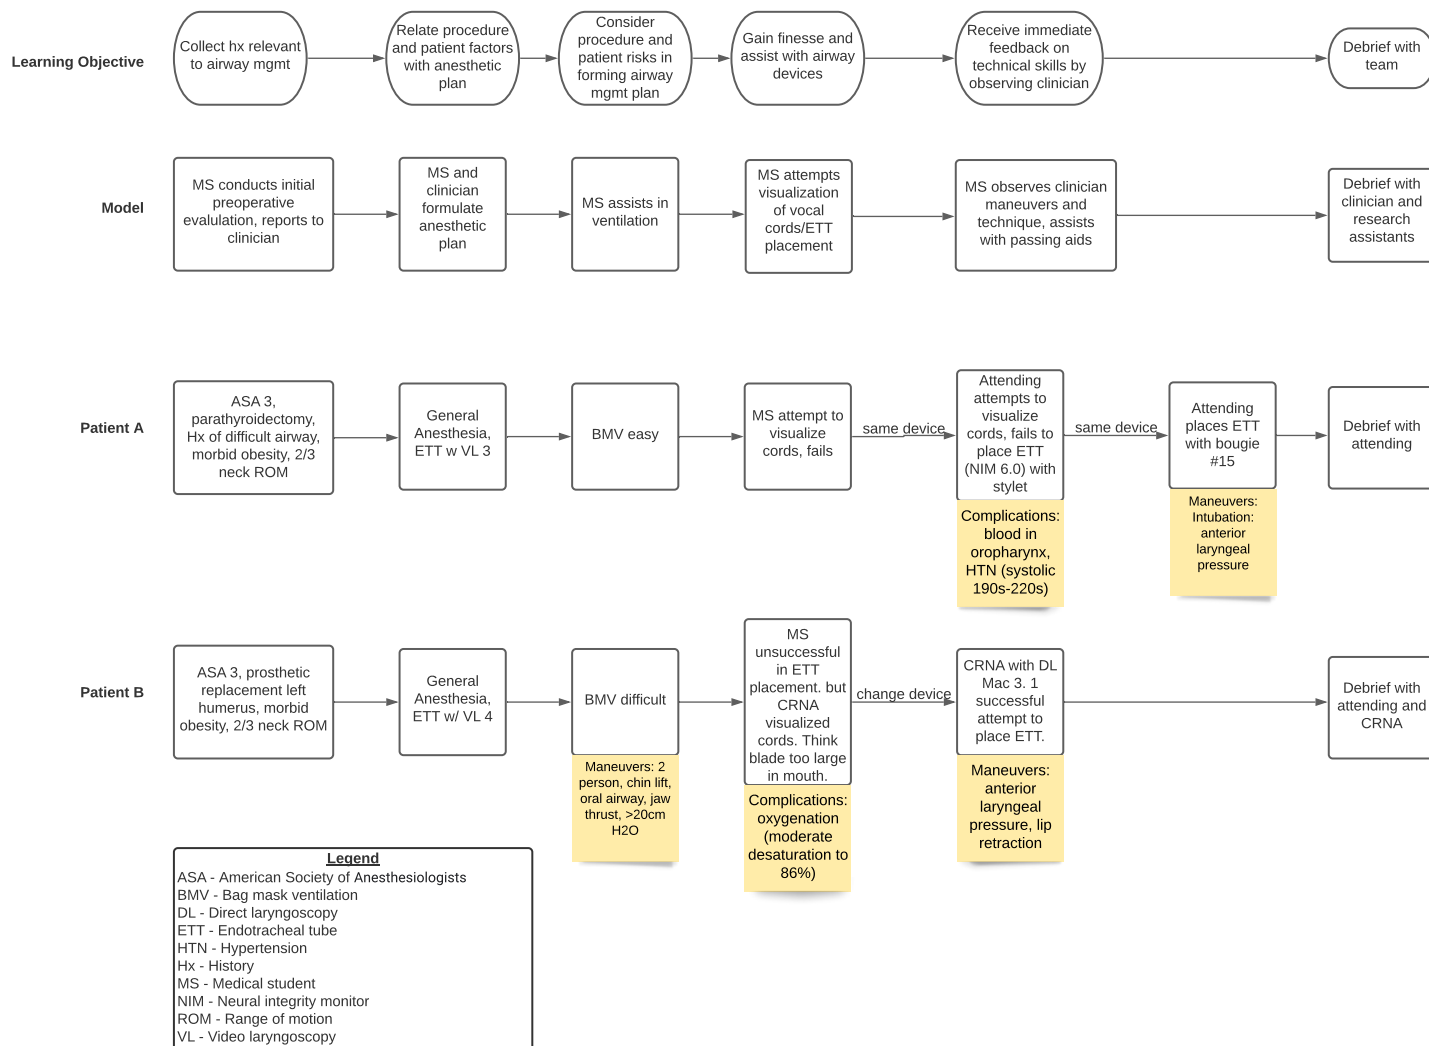 Learning Objective
Collect hx relevant
to airway mgmt
Relate procedure
and patient factors
with anesthetic
plan
Consider
procedure and
patient risks in
forming airway
mgmt plan
Gain finesse and
assist with airway
devices
Receive immediate
feedback on
technical skills by
observing clinician
Debrief with
team
Model
MS conducts initial
preoperative
evalulation, reports to
clinician
MS and
clinician
formulate
anesthetic
plan
MS assists in
ventilation
MS attempts
visualization
of vocal
cords/ETT
placement
MS observes clinician
maneuvers and
technique, assists
with passing aids
Debrief with
clinician and
research
assistants
Patient A
ASA 3,
parathyroidectomy,
Hx of difficult airway,
morbid obesity, 2/3
neck ROM
General
Anesthesia,
ETT w VL 3
BMV easy
MS attempt to
visualize
cords, fails
same device
Attending
attempts to
visualize
cords, fails to
place ETT
(NIM 6.0) with
stylet
Complications:
blood in
oropharynx,
HTN (systolic
190s-220s)
same device
Attending
places ETT
with bougie
#15
Maneuvers:
Intubation:
anterior
laryngeal
pressure
Debrief with
attending
Patient B
ASA 3, prosthetic
replacement left
humerus, morbid
obesity, 2/3 neck ROM
General
Anesthesia,
ETT w/ VL 4
BMV difficult
Maneuvers: 2
person, chin lift,
oral airway, jaw
thrust, >20cm
H2O
MS
unsuccessful
in ETT
placement. but
CRNA
visualized
cords. Think
blade too large
in mouth.
Complications:
oxygenation
(moderate
desaturation to
86%)
change device
CRNA with DL
Mac 3. 1
successful
attempt to
place ETT.
Maneuvers:
anterior
laryngeal
pressure, lip
retraction
Debrief with
attending and
CRNA
Legend
ASA - American Society of Anesthesiologists
BMV - Bag mask ventilation
DL - Direct laryngoscopy
ETT - Endotracheal tube
HTN - Hypertension
Hx - History
MS - Medical student
NIM - Neural integrity monitor
ROM - Range of motion
VL - Video laryngoscopy